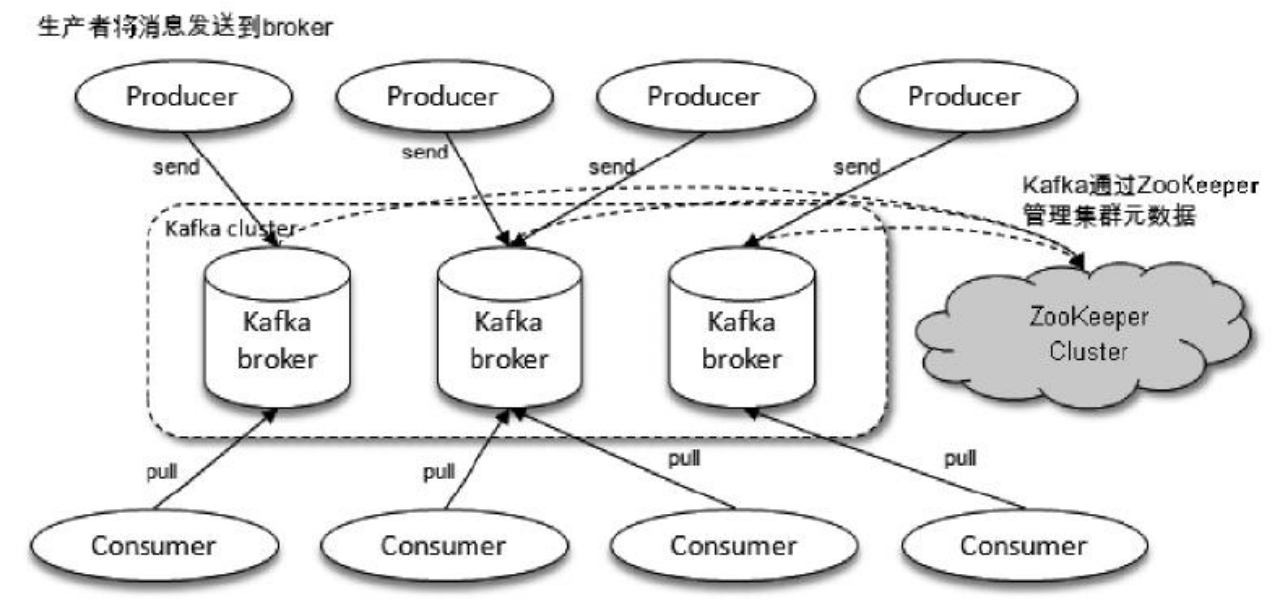 生产者将消息发送到broker
Producer
Producer
Producer
Producer
send
send
send
send
Kafka通过ZooKeeper
管理集群元数据
Kafka cluster
Kafka
broker
Kafka
broker
Kafka
broker
ZooKeeper
Cluster
pull
pull
pull
pull
Consumer
Consumer
Consumer
Consumer